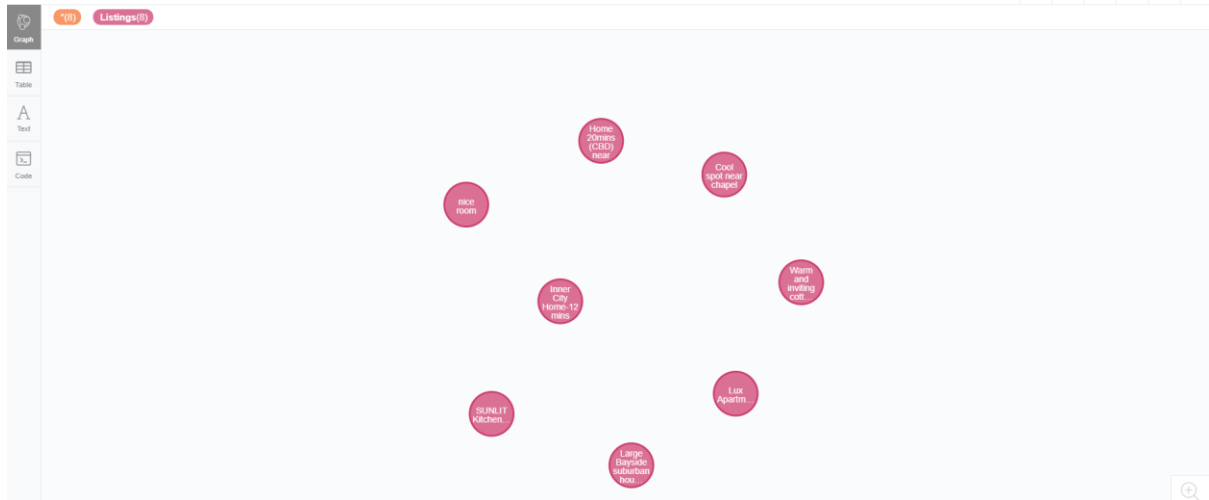 *(8) Listings(8)
Graph
Table
Text
Code
Home
20mins
(CBD)
near
Cool
spot near
chapel
nice
room
Warm
and
inviting
cott...
Inner
City
Home-12
mins
Lux
Apartm...
SUNLIT
Kitchen...
Large
Bayside
suburban
hou...